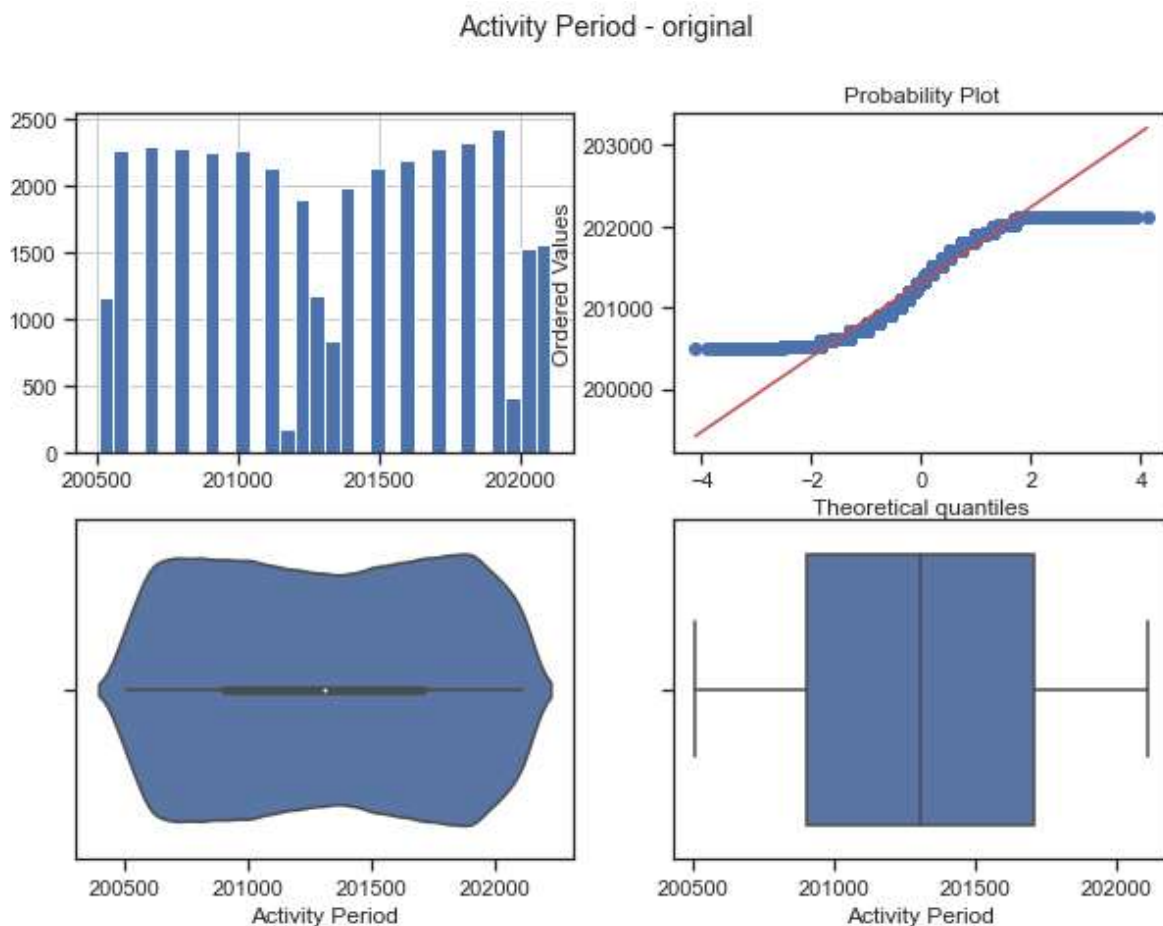 Activity Period - original
Probability Plot
2500
2000
1500
1000
500
0
200500 201000 201500 202000
Ordered Values
203000
202000
201000
200000
−4 −2 0 2 4
Theoretical quantiles
200500 201000 201500 202000
Activity Period
200500 201000 201500 202000
Activity Period